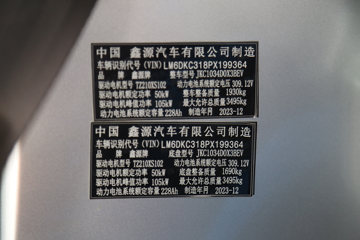 中国 鑫源汽车有限公司制造
车辆识别代号(VIN) LM6DKC318PX199364
品牌 鑫源牌 整车型号 JKC1034D0X3BEV
驱动电机型号 TZ210XS102 动力电池系统额定电压 309.12V
驱动电机额定功率 50kW 整车整备质量 1930kg
驱动电机峰值功率 105kW 最大允许总质量 3495kg
动力电池系统额定容量 228Ah 制造年月 2023-12
中国 鑫源汽车有限公司制造
车辆识别代号(VIN) LM6DKC318PX199364
品牌 鑫源牌 底盘型号 JKC1034D0X3BEV
驱动电机型号 TZ210XS102 动力电池系统额定电压 309.12V
驱动电机额定功率 50kW 底盘整备质量 1690kg
驱动电机峰值功率 105kW 最大允许总质量 3495kg
动力电池系统额定容量 228Ah 制造年月 2023-12